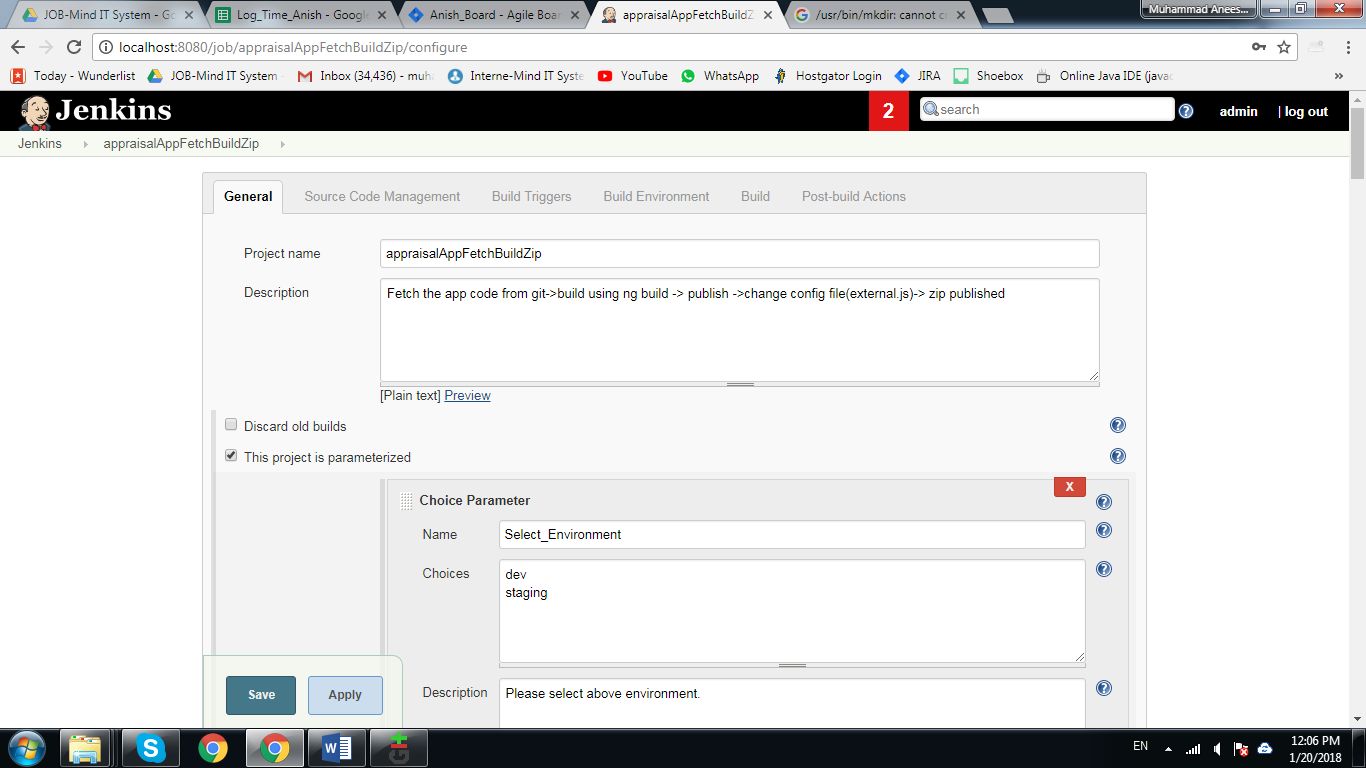 JOB-Mind IT System - Go
Log_Time_Anish - Google
Anish_Board - Agile Boar
appraisalAppFetchBuildZ
/usr/bin/mkdir: cannot c
Muhammad Anees...
localhost:8080/job/appraisalAppFetchBuildZip/configure
Today - Wunderlist
JOB-Mind IT System
Inbox (34,436) - muh
Interne-Mind IT Syste
YouTube
WhatsApp
Hostgator Login
JIRA
Shoebox
Online Java IDE (javac
Jenkins
2
search
admin
| log out
Jenkins
appraisalAppFetchBuildZip
General
Source Code Management
Build Triggers
Build Environment
Build
Post-build Actions
Project name
appraisalAppFetchBuildZip
Description
Fetch the app code from git->build using ng build -> publish ->change config file(external.js)-> zip published
[Plain text] Preview
Discard old builds
This project is parameterized
X
Choice Parameter
Name
Select_Environment
Choices
dev
staging
Description
Please select above environment.
Save
Apply
EN
12:06 PM
1/20/2018